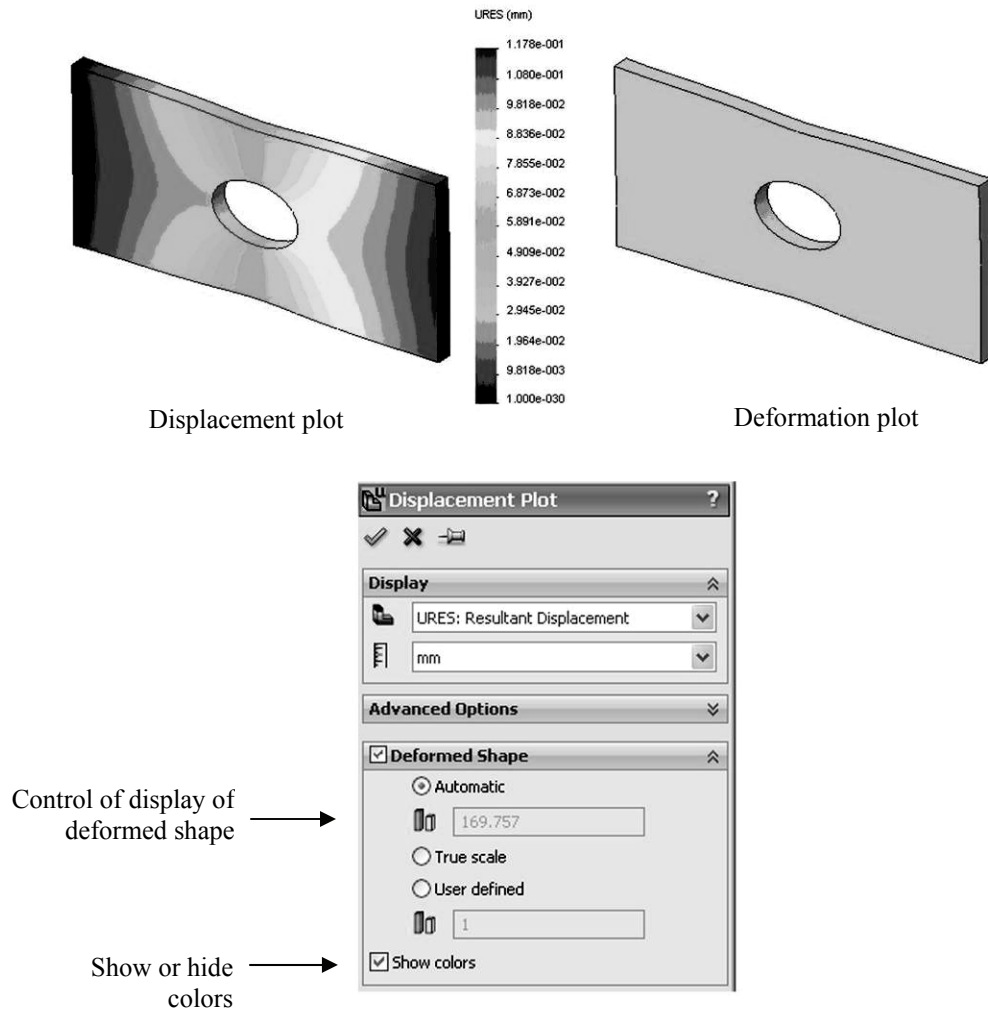 URES (mm)
1.178e-001
1.080e-001
9.818e-002
8.836e-002
7.855e-002
6.873e-002
5.891e-002
4.909e-002
3.927e-002
2.945e-002
1.964e-002
9.818e-003
1.000e-030
Displacement plot
Deformation plot
Displacement Plot ?
Display
URES: Resultant Displacement
mm
Advanced Options
Deformed Shape
Automatic
169.757
True scale
User defined
1
Show colors
Control of display of
deformed shape
Show or hide
colors